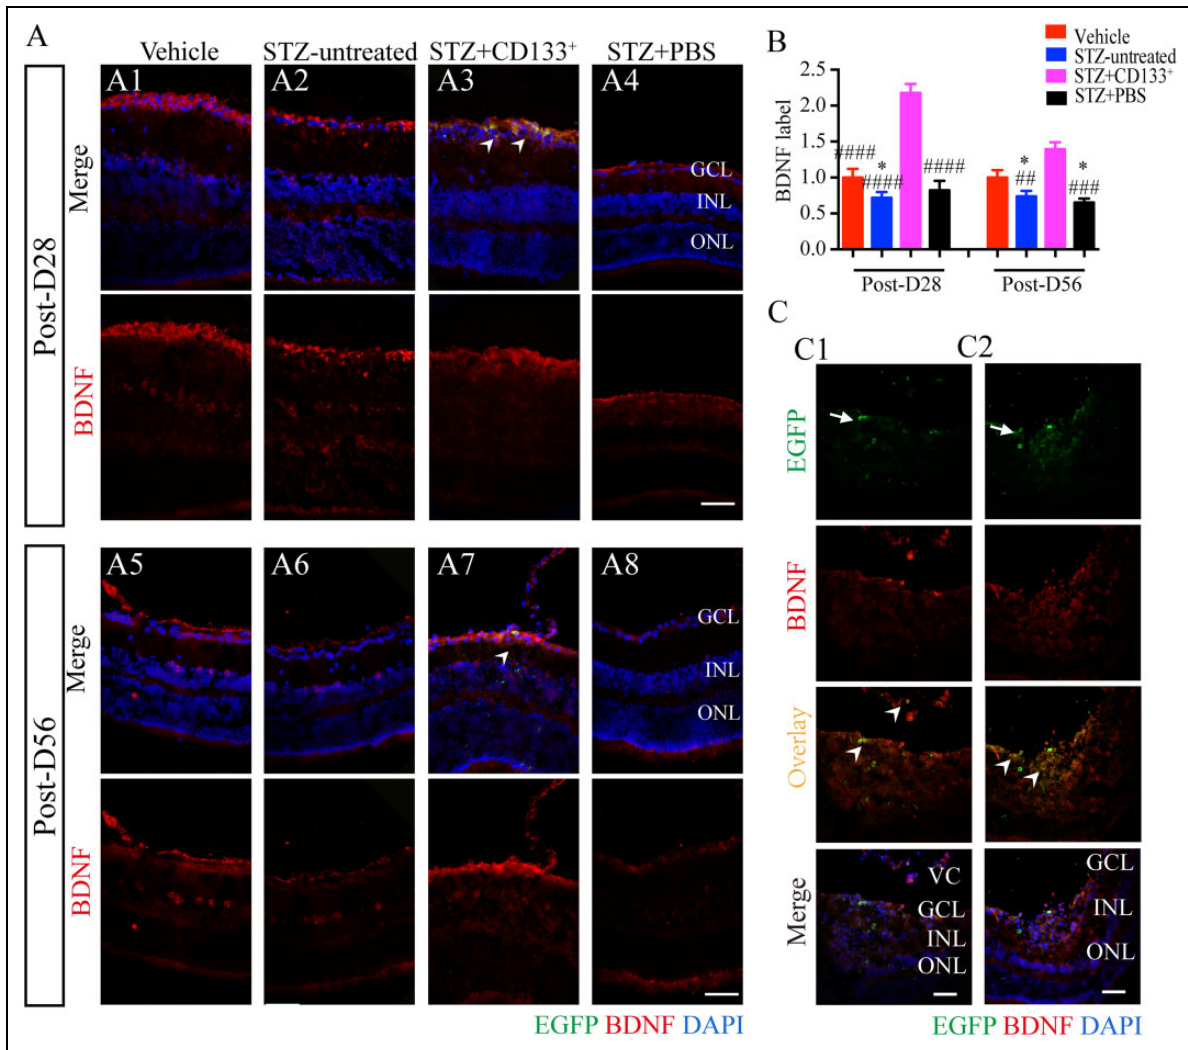 A
Vehicle STZ-untreated STZ+CD133⁺ STZ+PBS
Post-D28
Merge
A1 A2 A3 A4
GCL
INL
ONL
BDNF
Post-D56
Merge
A5 A6 A7 A8
GCL
INL
ONL
BDNF
EGFP BDNF DAPI
B
Vehicle
STZ-untreated
STZ+CD133⁺
STZ+PBS
BDNF label
2.5
2.0
1.5
1.0
0.5
0.0
#### * #### ####
* ## * ###
Post-D28 Post-D56
C
C1 C2
EGFP
BDNF
Overlay
Merge
VC
GCL
INL
ONL
GCL
INL
ONL
EGFP BDNF DAPI